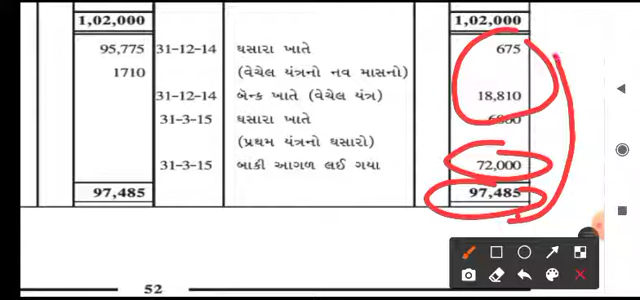 1,02,000 1,02,000
95,775 31-12-14 ઘસારા ખાતે 675
1710 (વેચેલ યંત્રનો નવ માસનો)
31-12-14 બૅન્ક ખાતે (વેચેલ યંત્ર) 18,810
31-3-15 ઘસારા ખાતે
(પ્રથમ યંત્રનો ઘસારો)
31-3-15 બાકી આગળ લઈ ગયા 72,000
97,485 97,485
52